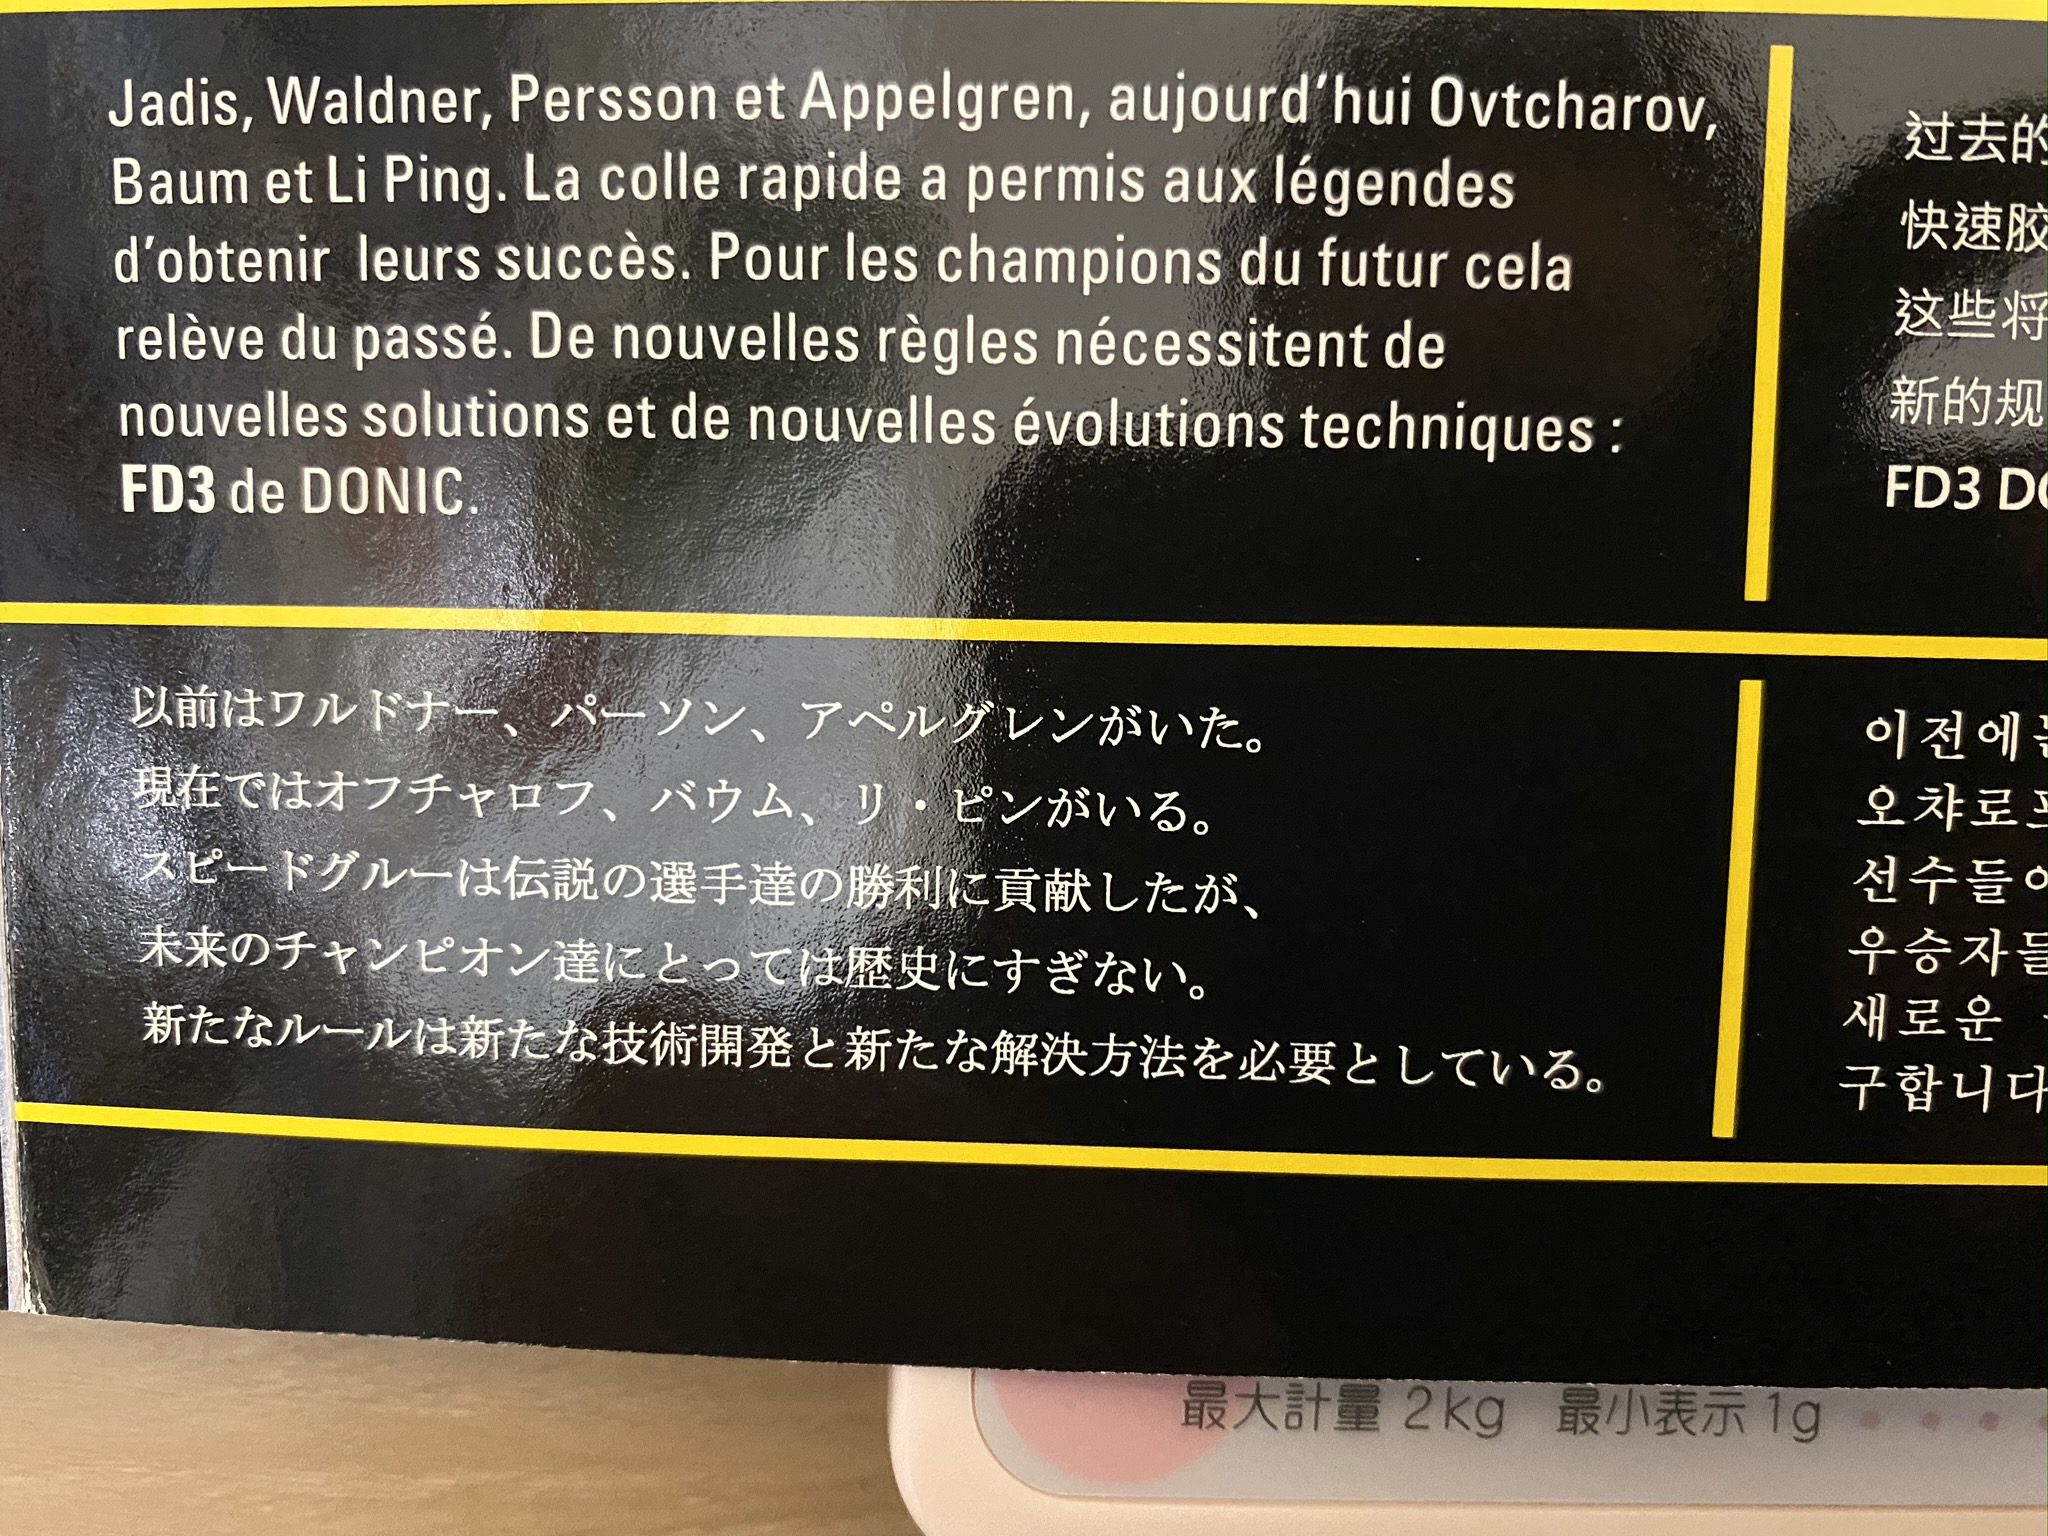 Jadis, Waldner, Persson et Appelgren, aujourd'hui Ovtcharov,
Baum et Li Ping. La colle rapide a permis aux légendes
d'obtenir leurs succès. Pour les champions du futur cela
relève du passé. De nouvelles règles nécessitent de
nouvelles solutions et de nouvelles évolutions techniques :
FD3 de DONIC.
过去的
快速胶
这些将
新的规
FD3 DO
以前はワルドナー、パーソン、アペルグレンがいた。
現在ではオフチャロフ、バウム、リ・ピンがいる。
スピードグルーは伝説の選手達の勝利に貢献したが、
未来のチャンピオン達にとっては歴史にすぎない。
新たなルールは新たな技術開発と新たな解決方法を必要としている。
이전에
오챠로프
선수들
우승자들
새로운
구합니다
最大計量 2kg 最小表示 1g